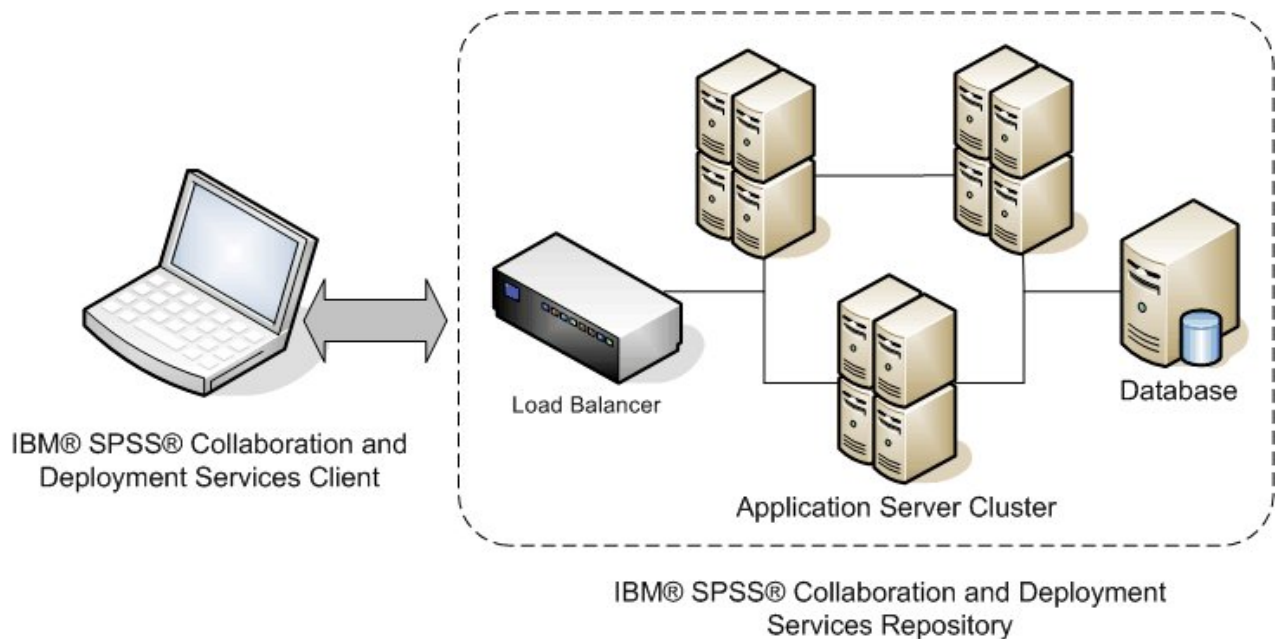 Load Balancer
Database
IBM® SPSS® Collaboration and
Deployment Services Client
Application Server Cluster
IBM® SPSS® Collaboration and Deployment
Services Repository